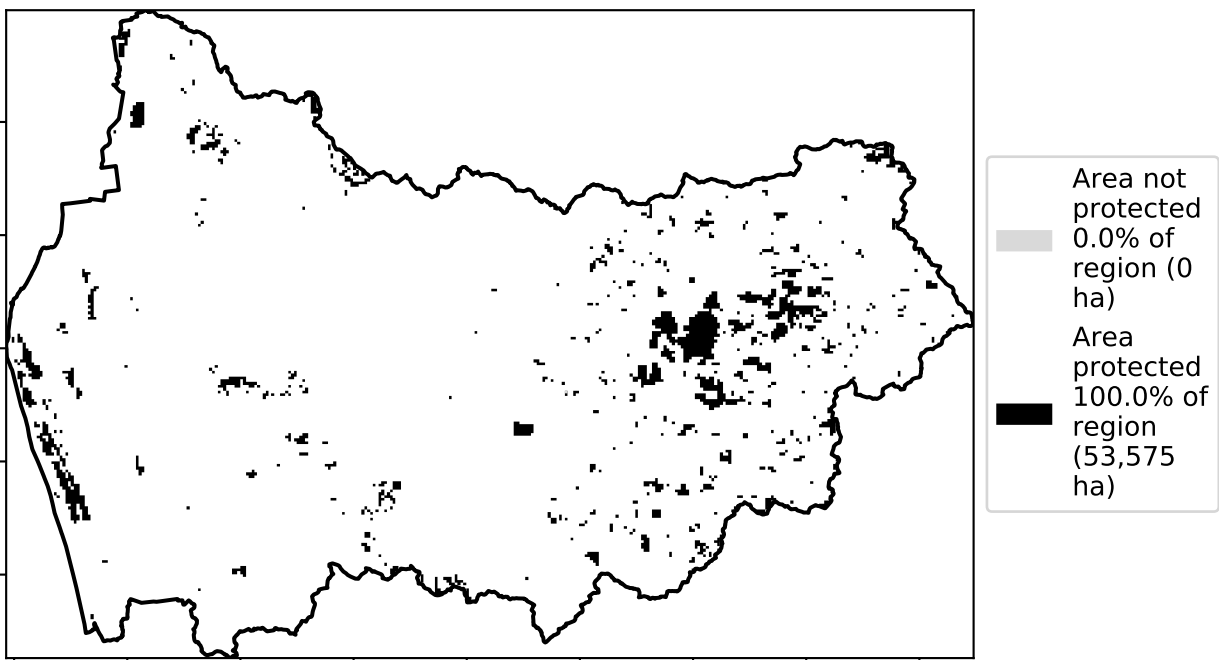 Area not
protected
0.0% of
region (0
ha)
Area
protected
100.0% of
region
(53,575
ha)